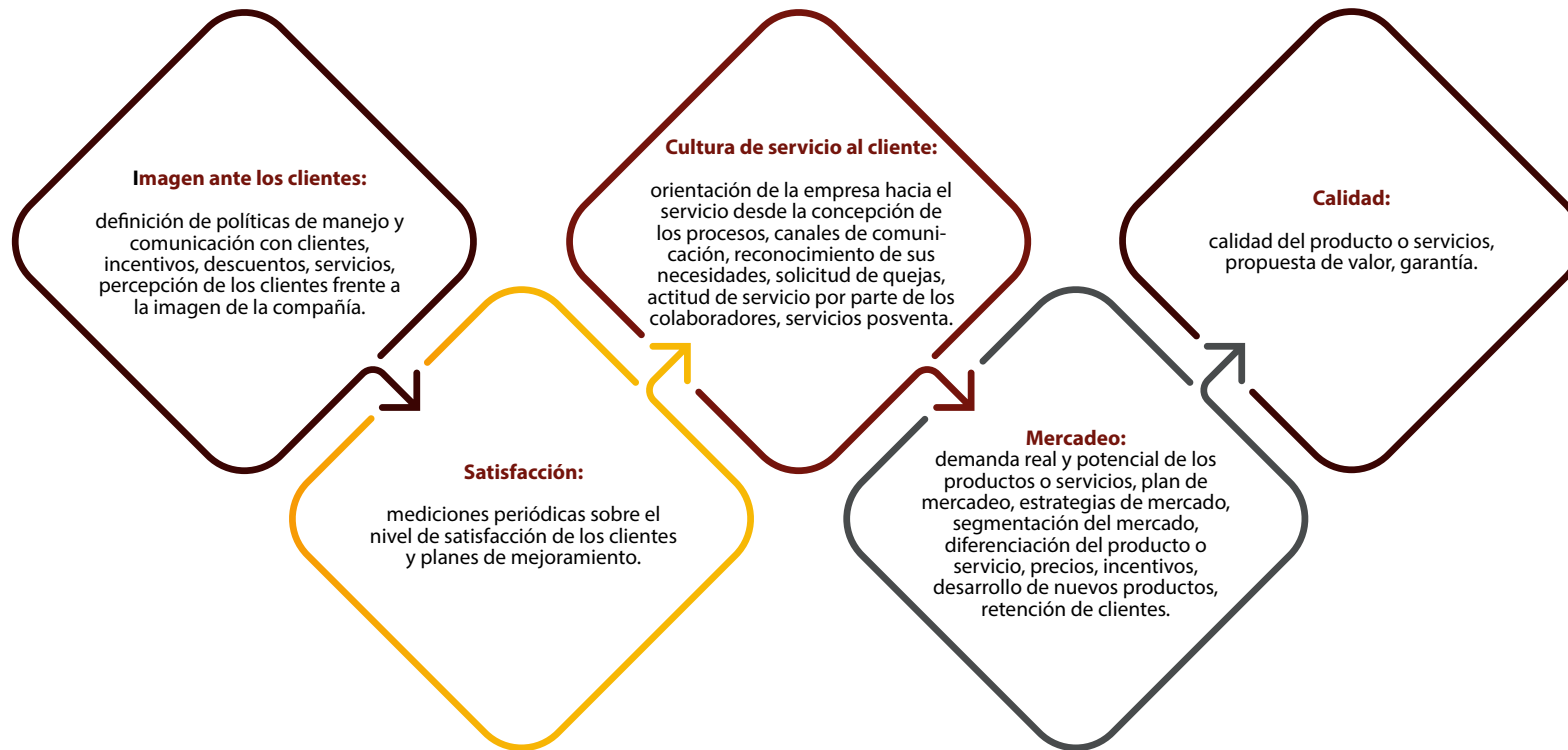 Imagen ante los clientes:
definición de políticas de manejo y
comunicación con clientes,
incentivos, descuentos, servicios,
percepción de los clientes frente a
la imagen de la compañía.
Satisfacción:
mediciones periódicas sobre el
nivel de satisfacción de los clientes
y planes de mejoramiento.
Cultura de servicio al cliente:
orientación de la empresa hacia el
servicio desde la concepción de
los procesos, canales de comuni-
cación, reconocimiento de sus
necesidades, solicitud de quejas,
actitud de servicio por parte de los
colaboradores, servicios posventa.
Mercadeo:
demanda real y potencial de los
productos o servicios, plan de
mercadeo, estrategias de mercado,
segmentación del mercado,
diferenciación del producto o
servicio, precios, incentivos,
desarrollo de nuevos productos,
retención de clientes.
Calidad:
calidad del producto o servicios,
propuesta de valor, garantía.